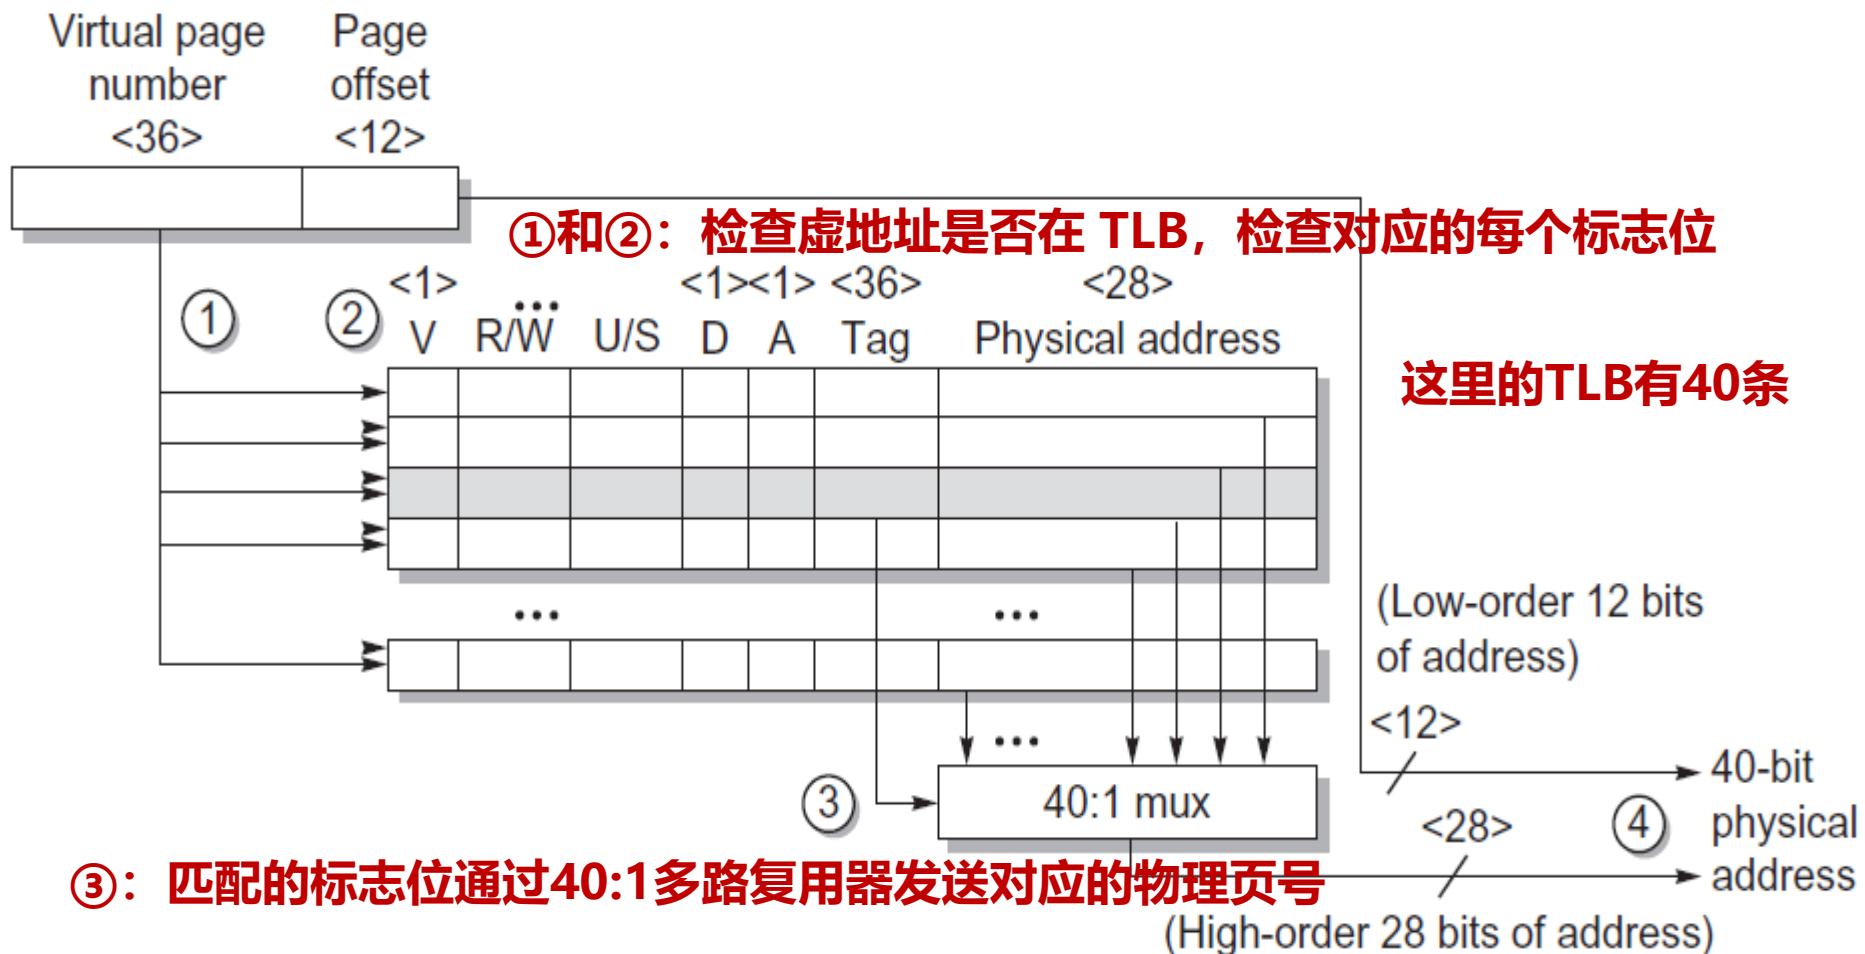 Virtual page number <36>
Page offset <12>
①和②：检查虚地址是否在 TLB，检查对应的每个标志位
<1> ... <1><1> <36> <28>
① ② V R/W U/S D A Tag Physical address
这里的TLB有40条
... ...
(Low-order 12 bits
of address)
<12>
...
③ 40:1 mux
40-bit
<28> ④ physical
address
③：匹配的标志位通过40:1多路复用器发送对应的物理页号
(High-order 28 bits of address)